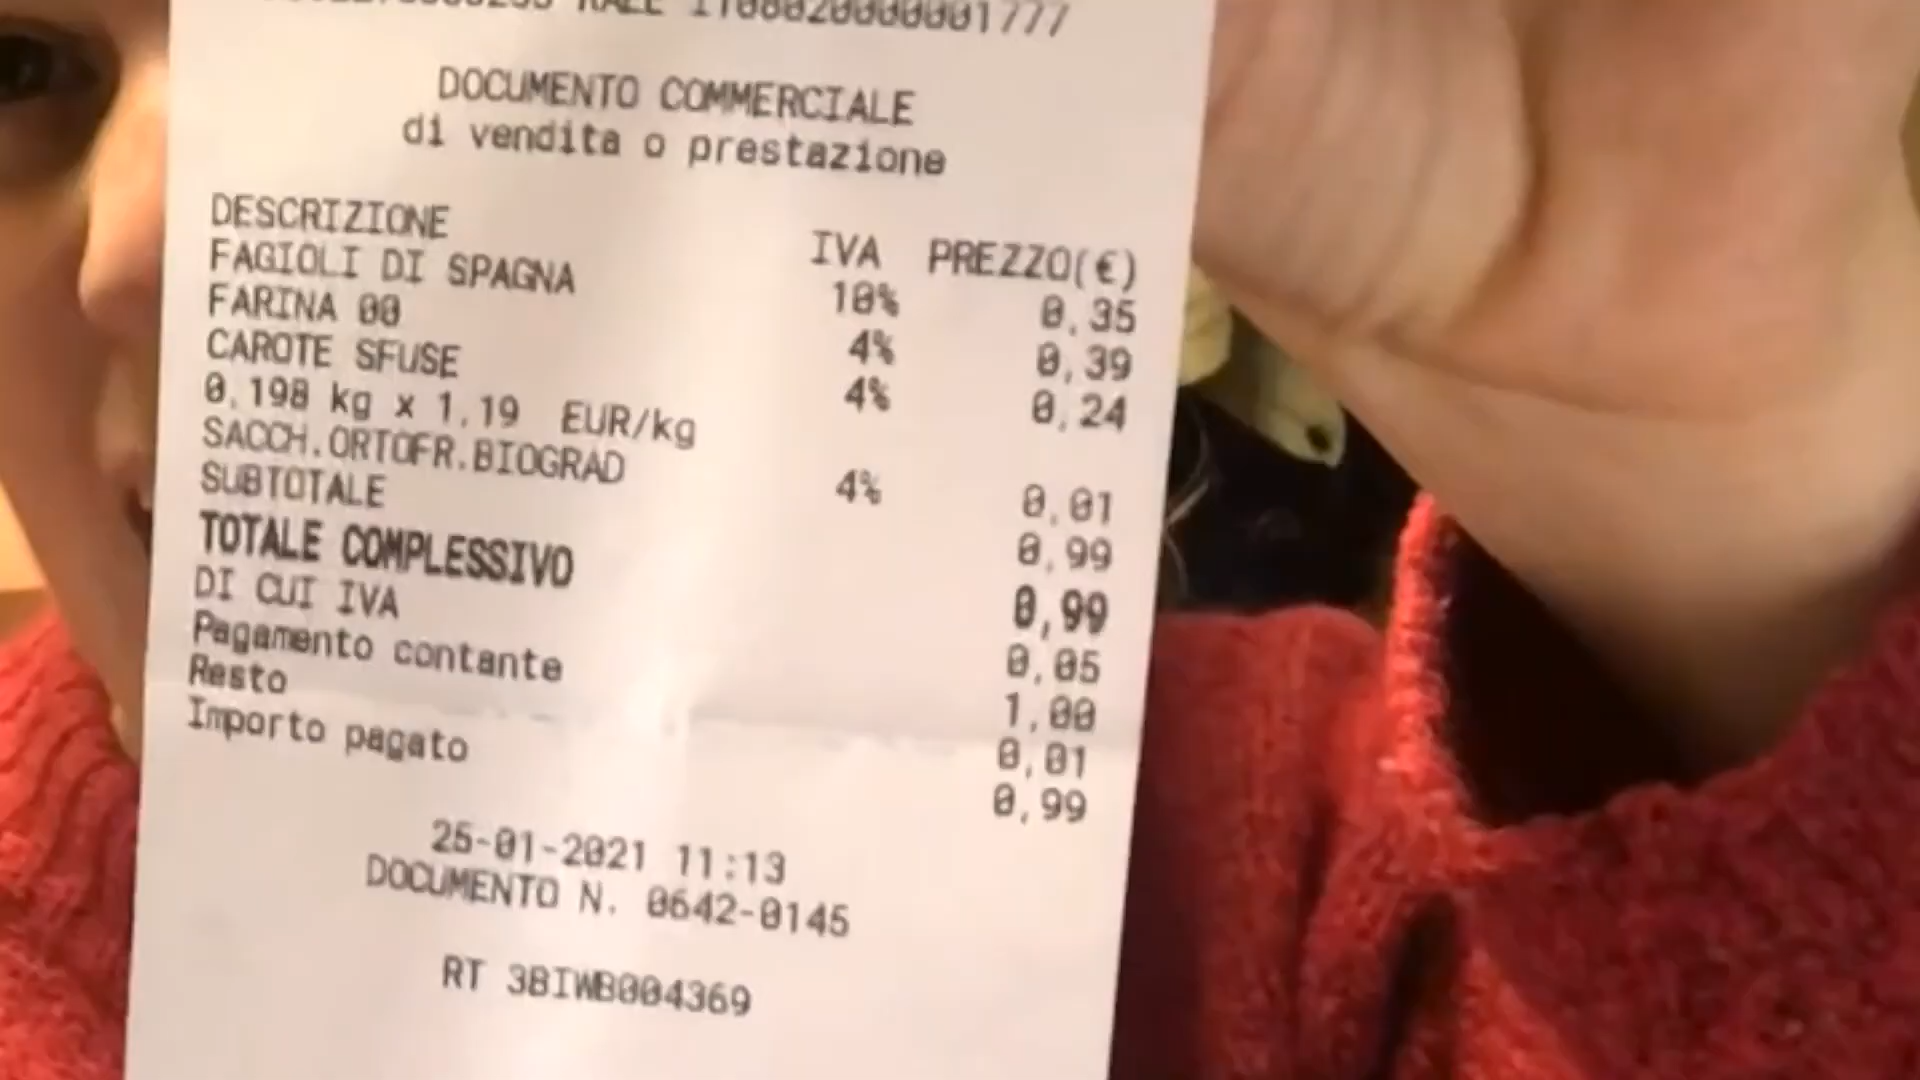 IT08020000001777
DOCUMENTO COMMERCIALE
di vendita o prestazione
DESCRIZIONE IVA PREZZO(€)
FAGIOLI DI SPAGNA 10% 0,35
FARINA 00 4% 0,39
CAROTE SFUSE 4% 0,24
0,198 kg x 1,19 EUR/kg
SACCH.ORTOFR.BIOGRAD 4% 0,01
SUBTOTALE 0,99
TOTALE COMPLESSIVO 0,99
DI CUI IVA 0,05
Pagamento contante 1,00
Resto 0,01
Importo pagato 0,99
25-01-2021 11:13
DOCUMENTO N. 0642-0145
RT 3BIWB004369